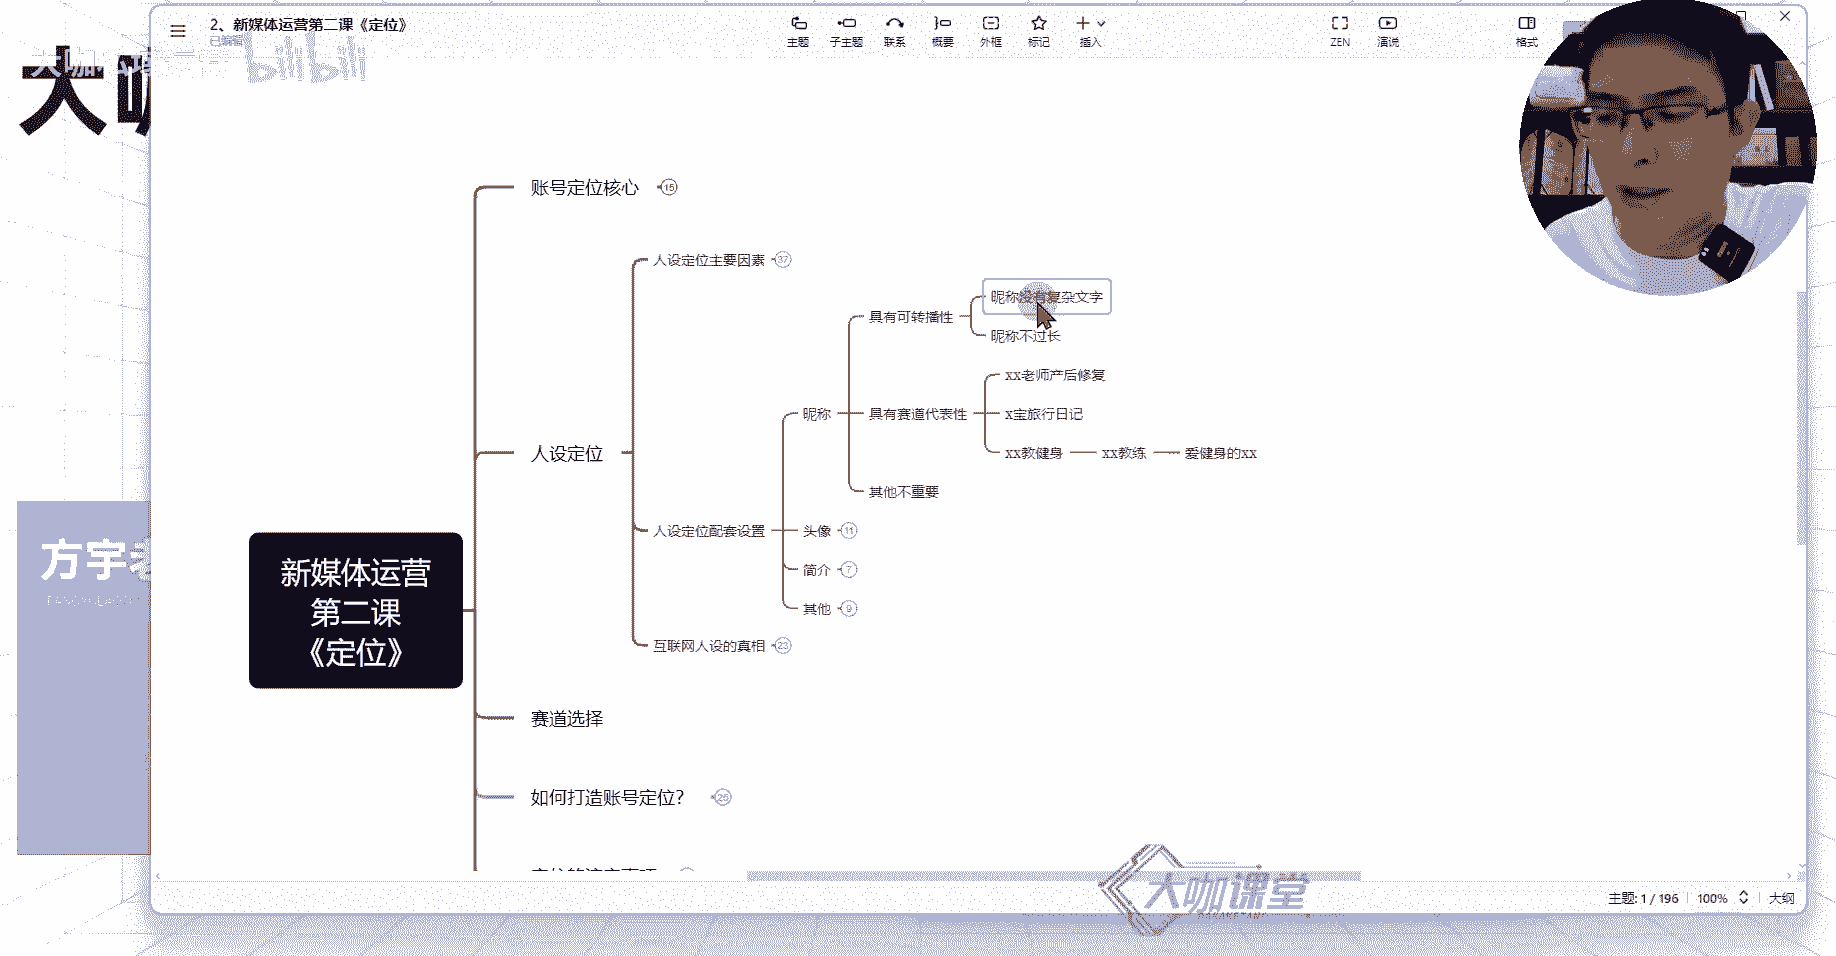 2、新媒体运营第二课《定位》
已编辑
主题
子主题
联系
概要
外框
标记
插入
ZEN
演说
格式
bilibili
大咖
账号定位核心 15
人设定位主要因素 37
昵称没有复杂文字
具有可转播性
昵称不过长
xx老师产后修复
昵称
具有赛道代表性
x宝旅行日记
人设定位
xx教健身
xx教练
爱健身的xx
其他不重要
人设定位配套设置
头像 11
方宇
简介 7
新媒体运营
第二课
《定位》
其他 9
互联网人设的真相 23
赛道选择
如何打造账号定位? 25
大咖课堂
主题: 1 / 196
100%
大纲